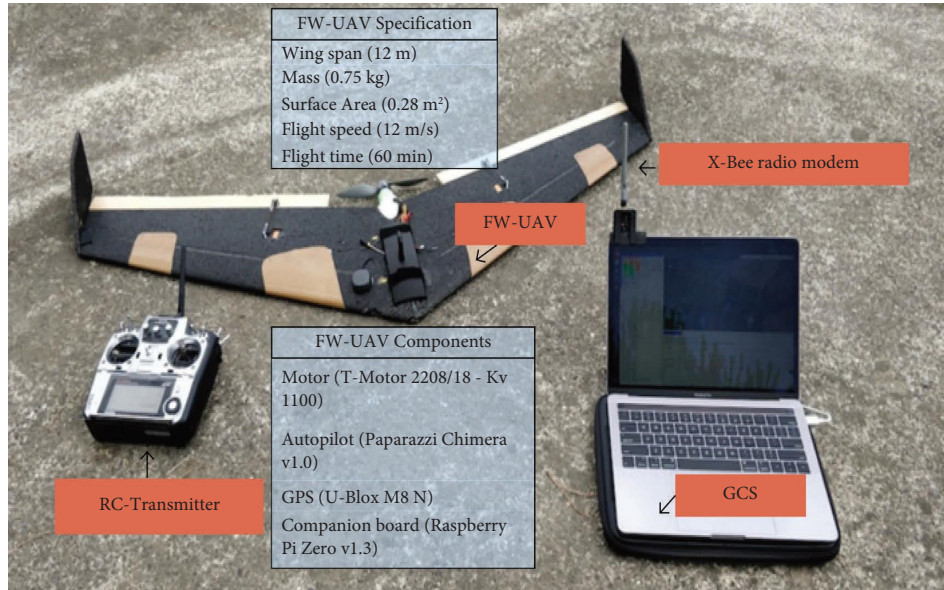 FW-UAV Specification
Wing span (12 m)
Mass (0.75 kg)
Surface Area (0.28 m²)
Flight speed (12 m/s)
Flight time (60 min)
X-Bee radio modem
FW-UAV
FW-UAV Components
Motor (T-Motor 2208/18 - Kv
1100)
Autopilot (Paparazzi Chimera
v1.0)
GPS (U-Blox M8 N)
Companion board (Raspberry
Pi Zero v1.3)
RC-Transmitter
GCS